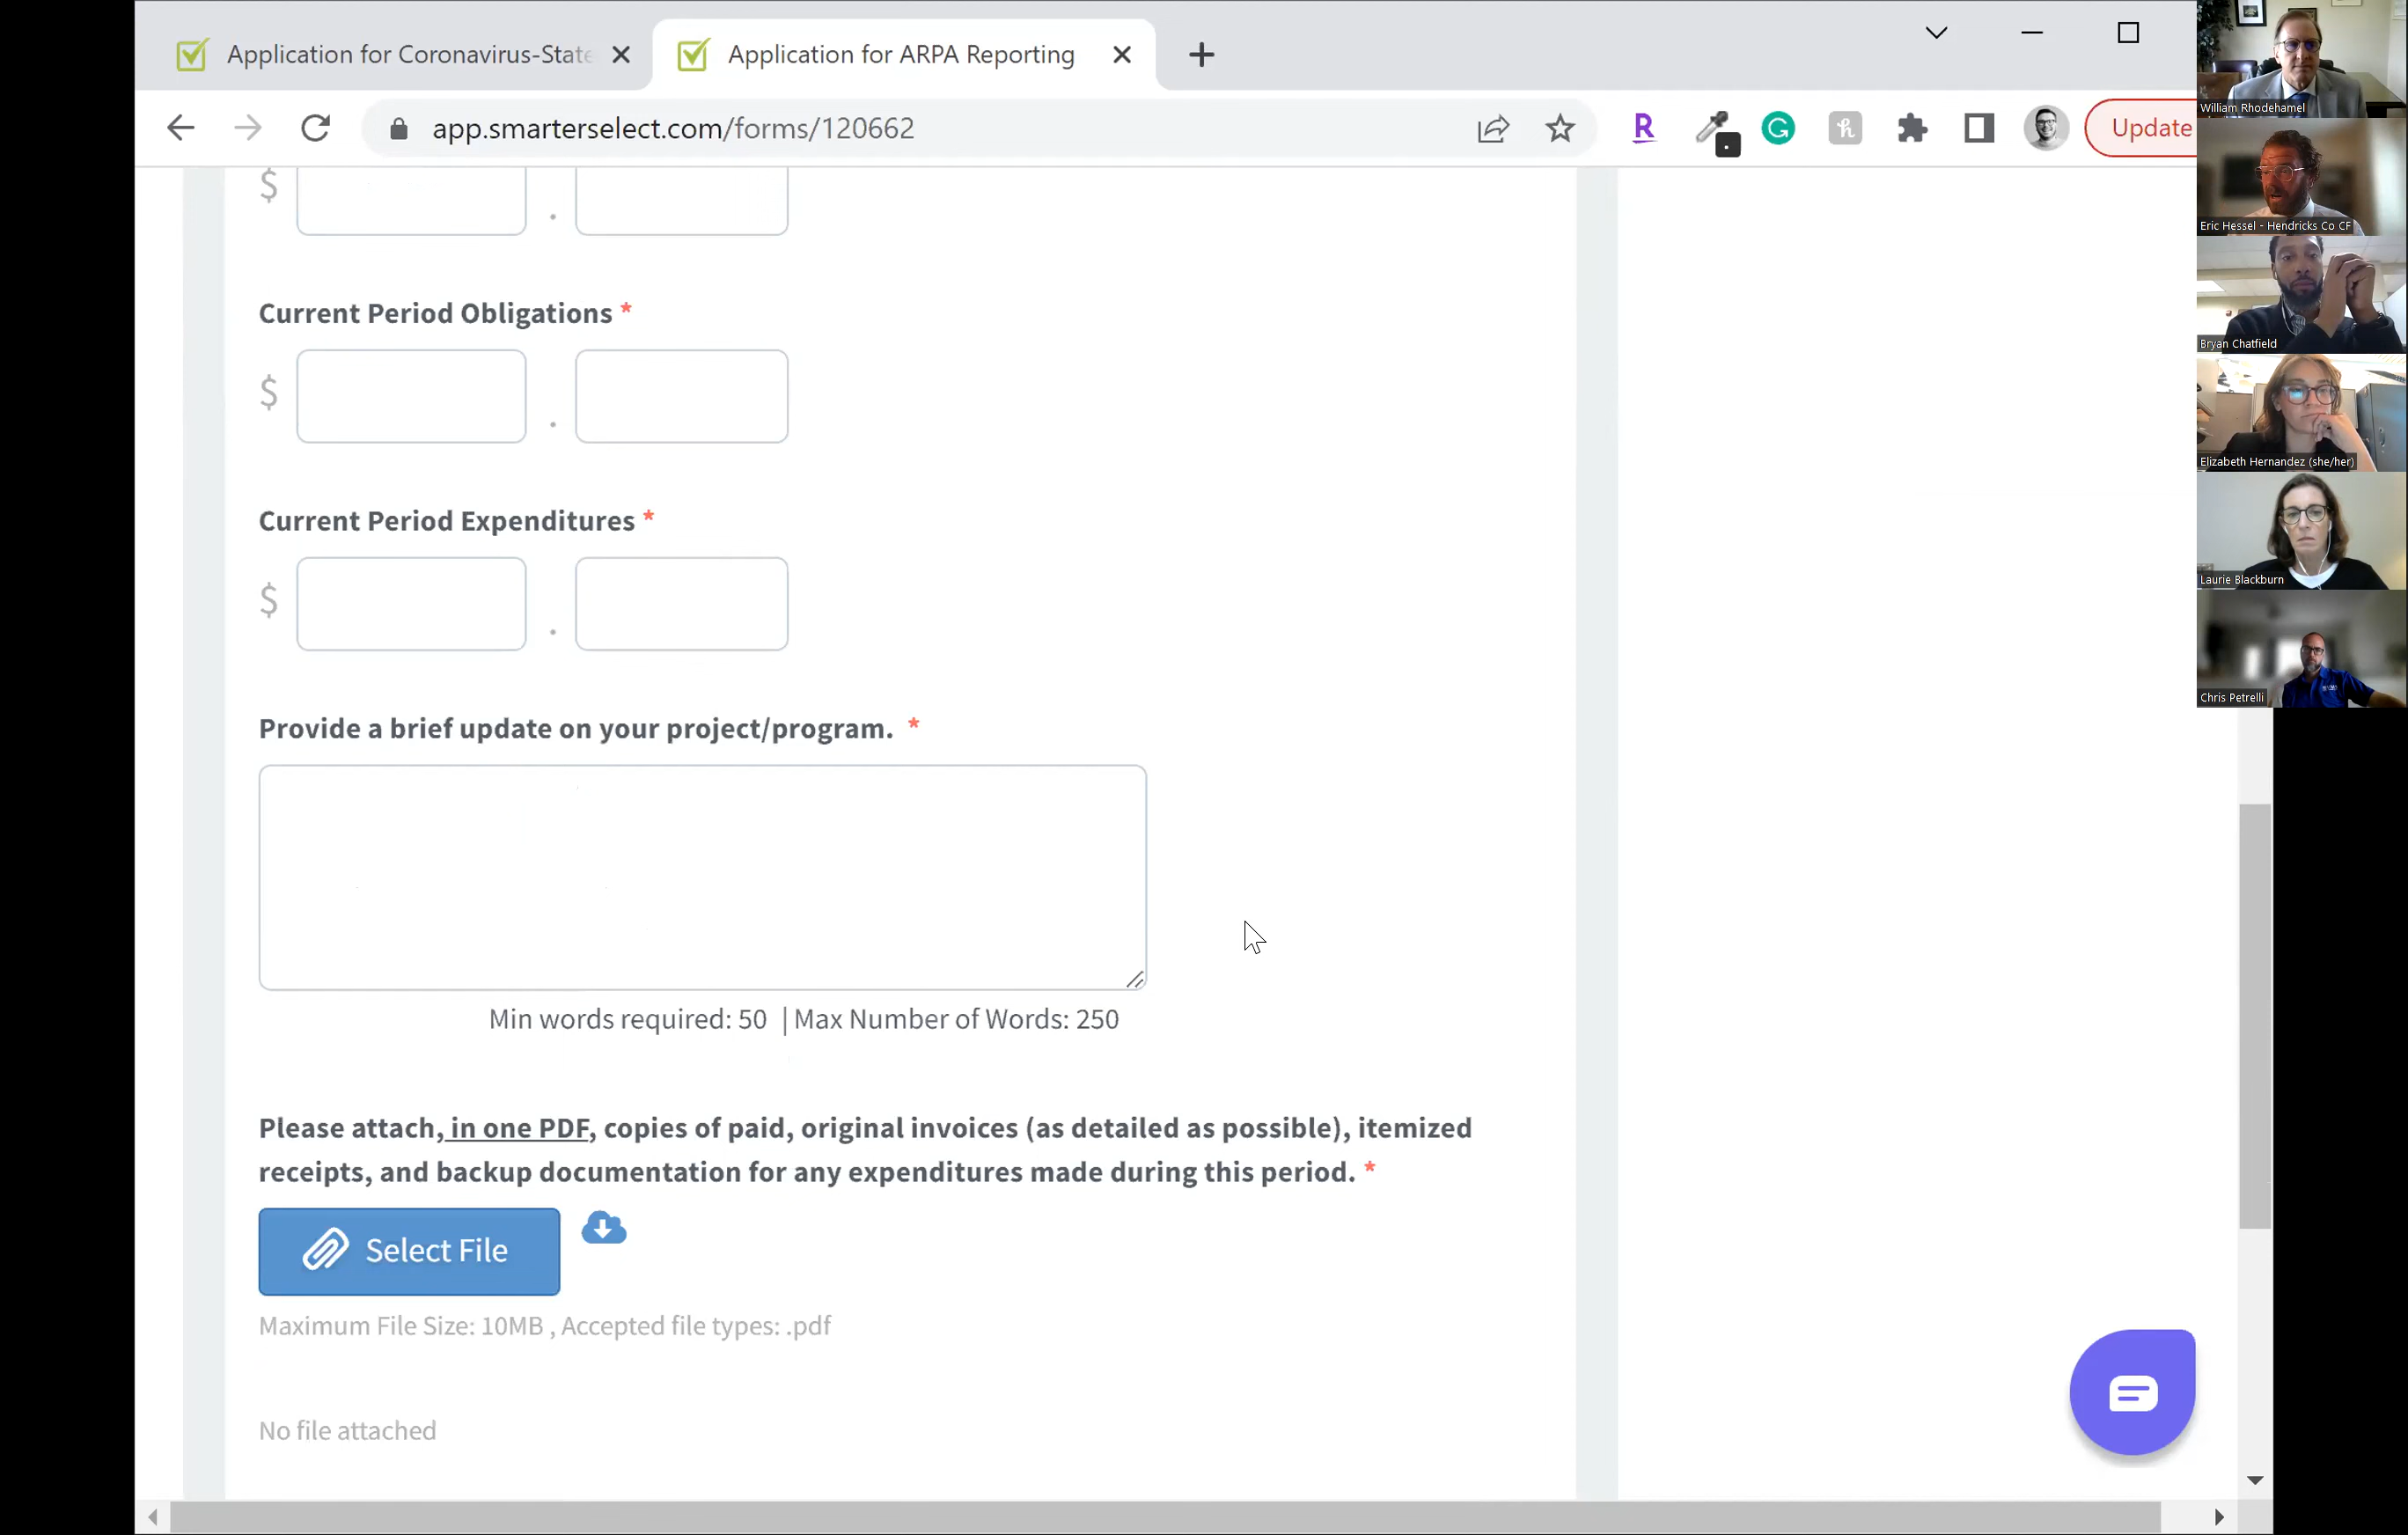 Application for Coronavirus-State
Application for ARPA Reporting
app.smarterselect.com/forms/120662
R
G
h
Update
William Rhodehamel
Eric Hessel - Hendricks Co CF
Bryan Chatfield
Elizabeth Hernandez (she/her)
Laurie Blackburn
Chris Petrelli
$ .
Current Period Obligations *
$ .
Current Period Expenditures *
$ .
Provide a brief update on your project/program. *
Min words required: 50 | Max Number of Words: 250
Please attach, in one PDF, copies of paid, original invoices (as detailed as possible), itemized
receipts, and backup documentation for any expenditures made during this period. *
Select File
Maximum File Size: 10MB , Accepted file types: .pdf
No file attached